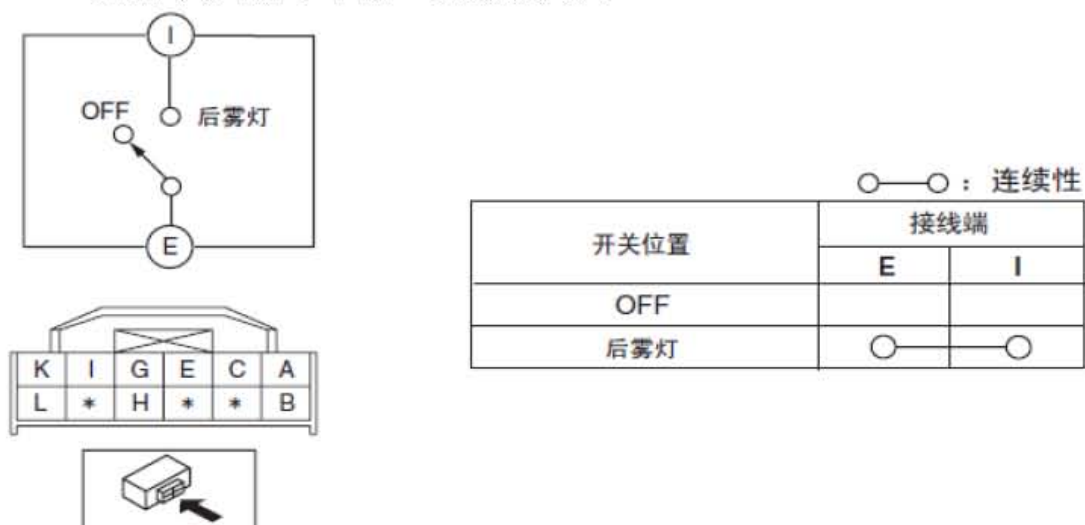 I
OFF
后雾灯
E
○—○ : 连续性
开关位置 接线端
E I
OFF
后雾灯
K I G E C A
L * H * * B